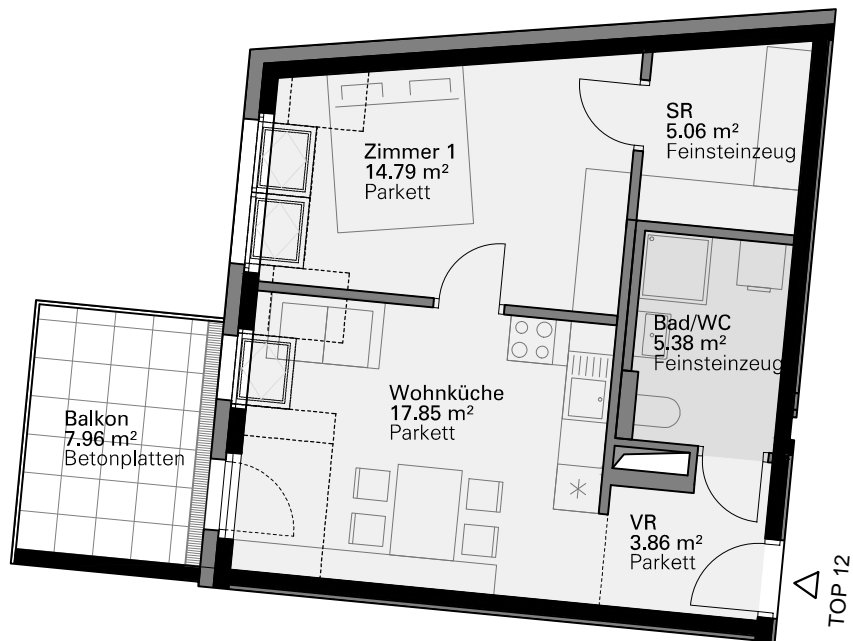 SR
5.06 m²
Feinsteinzeug
Zimmer 1
14.79 m²
Parkett
Bad/WC
5.38 m²
Feinsteinzeug
Wohnküche
17.85 m²
Parkett
Balkon
7.96 m²
Betonplatten
VR
3.86 m²
Parkett
TOP 12